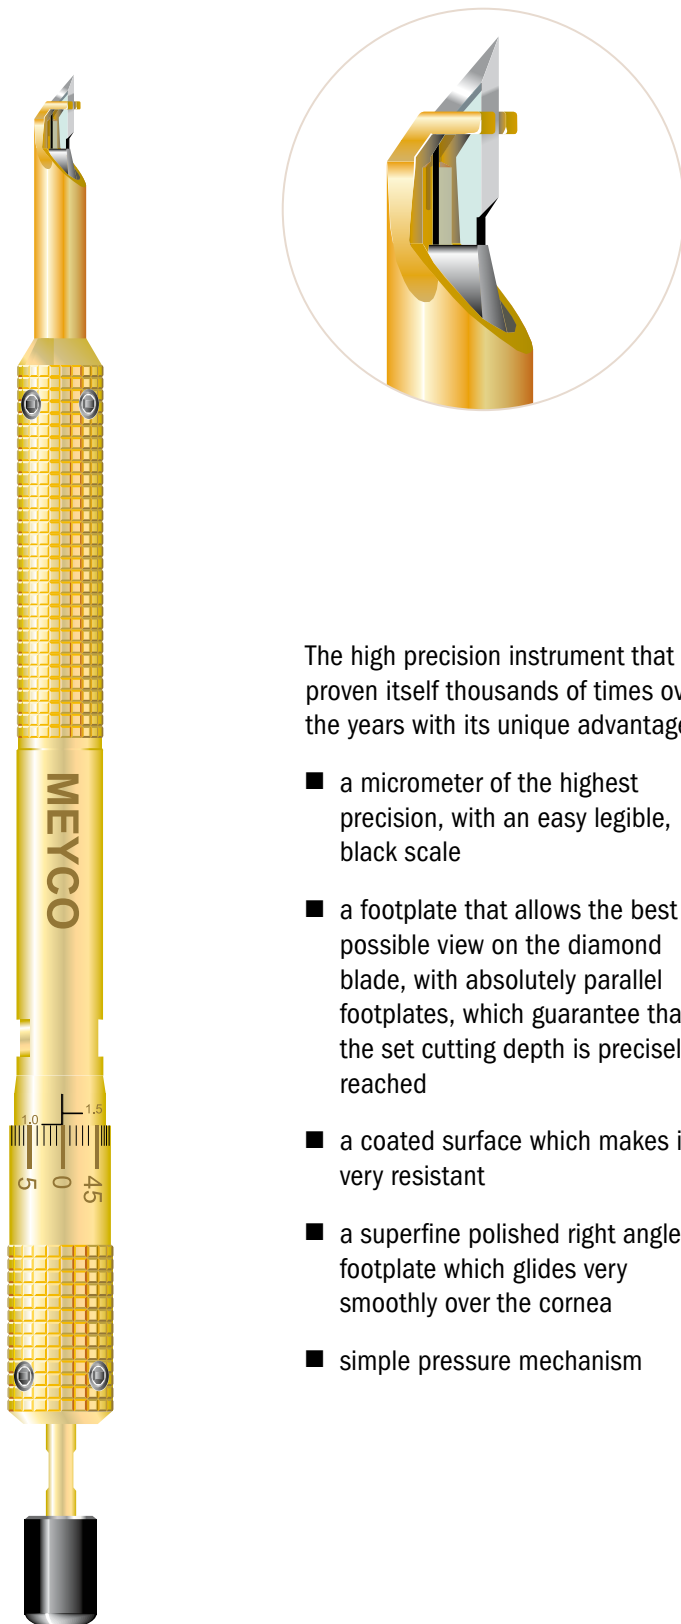 MEYCO
1.0
1.5
5
0
45
The high precision instrument that
proven itself thousands of times ov
the years with its unique advantage
■ a micrometer of the highest
precision, with an easy legible,
black scale
■ a footplate that allows the best
possible view on the diamond
blade, with absolutely parallel
footplates, which guarantee tha
the set cutting depth is precisel
reached
■ a coated surface which makes i
very resistant
■ a superfine polished right angle
footplate which glides very
smoothly over the cornea
■ simple pressure mechanism